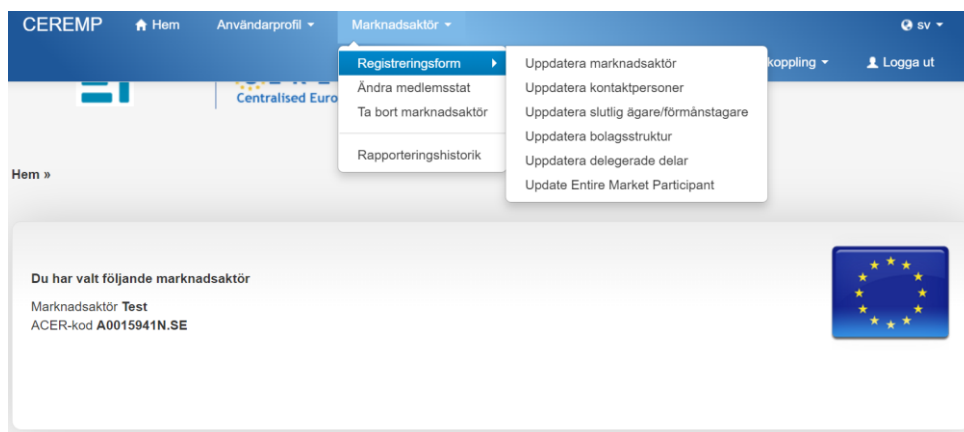 CEREMP
Hem
Användarprofil
Marknadsaktör
sv
koppling
Logga ut
Registreringsform
Ändra medlemsstat
Ta bort marknadsaktör
Rapporteringshistorik
Uppdatera marknadsaktör
Uppdatera kontaktpersoner
Uppdatera slutlig ägare/förmånstagare
Uppdatera bolagsstruktur
Uppdatera delegerade delar
Update Entire Market Participant
Centralised Euro
Hem »
Du har valt följande marknadsaktör
Marknadsaktör Test
ACER-kod A0015941N.SE